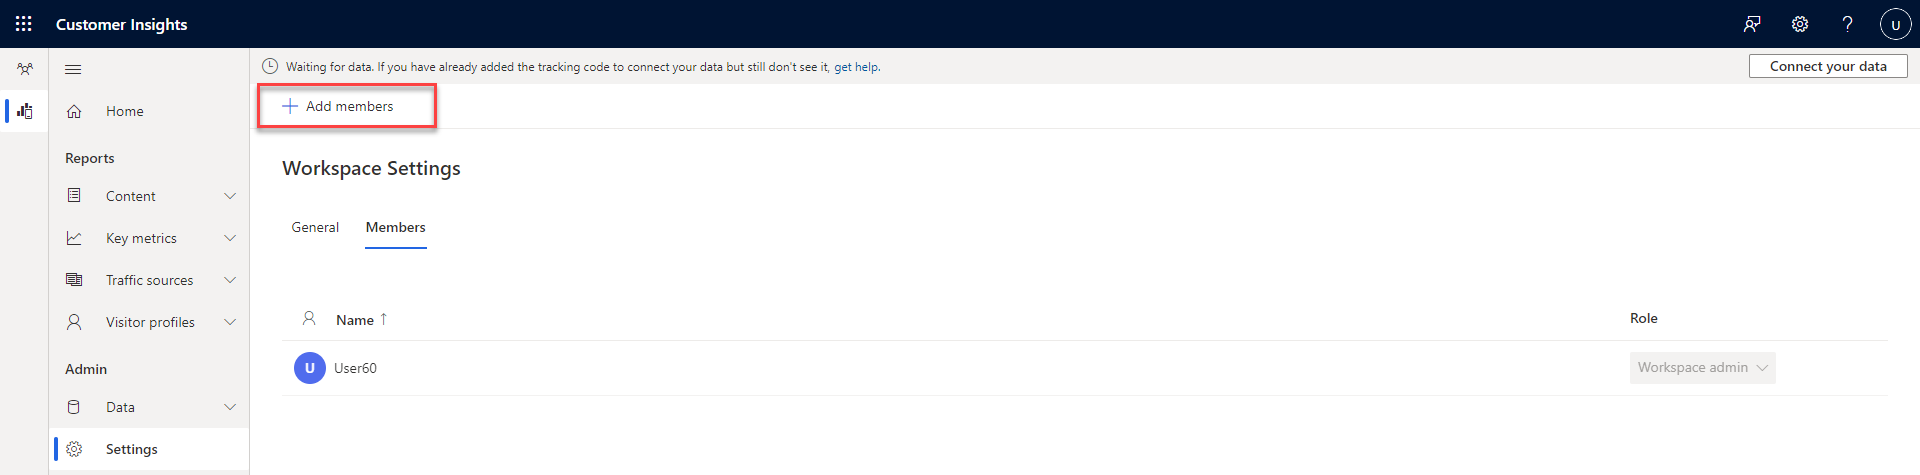 Customer Insights
U
Waiting for data. If you have already added the tracking code to connect your data but still don't see it, get help.
Connect your data
Add members
Home
Reports
Content
Key metrics
Traffic sources
Visitor profiles
Admin
Data
Settings
Workspace Settings
General
Members
Name ↑
Role
U
User60
Workspace admin